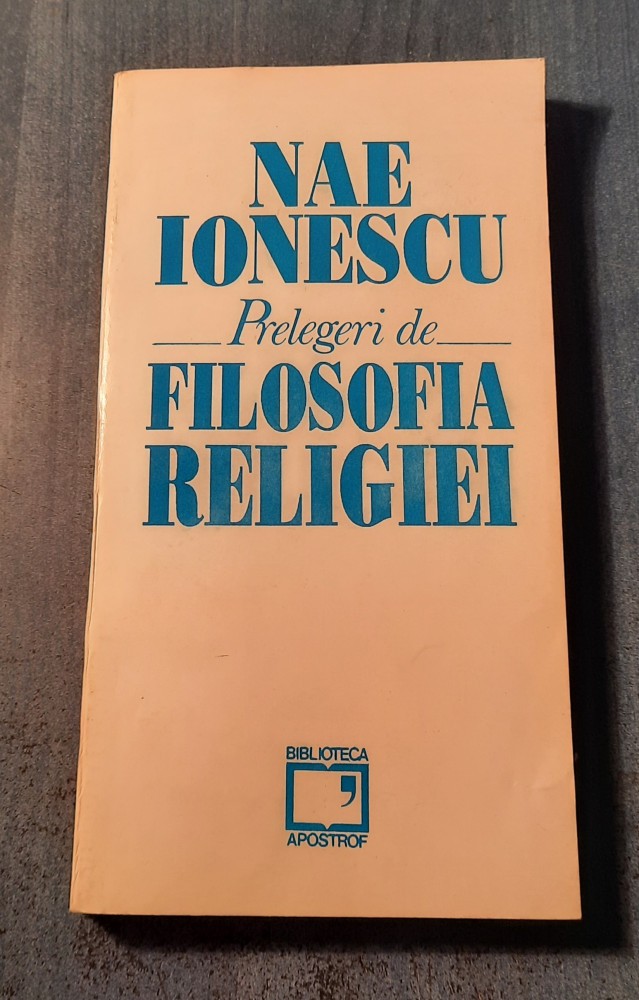 NAE
IONESCU
Prelegeri de
FILOSOFIA
RELIGIEI
BIBLIOTECA
,
APOSTROF